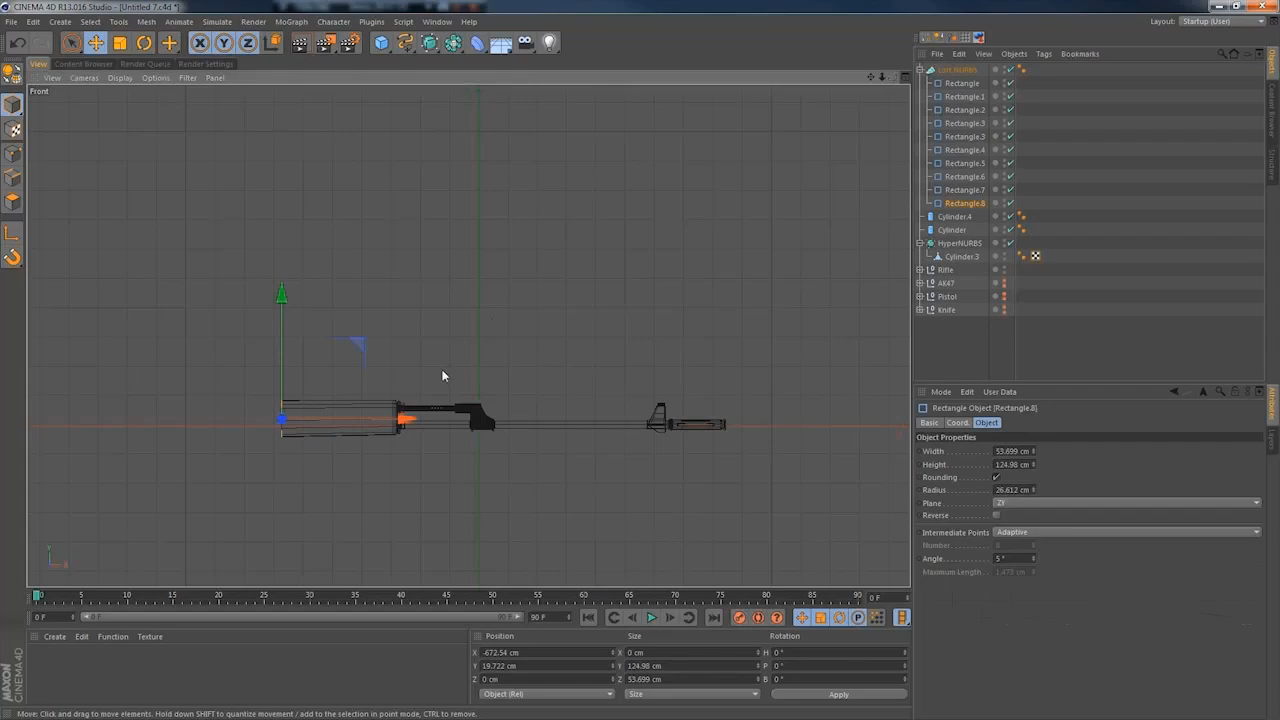 CINEMA 4D R13.016 Studio - [Untitled 7.c4d *]
File Edit Create Select Tools Mesh Animate Simulate Render MoGraph Character Plugins Script Window Help
Layout: Startup (User)
View Content Browser Render Queue Render Settings
View Cameras Display Options Filter Panel
Front
File Edit View Objects Tags Bookmarks
Loft NURBS
Rectangle
Rectangle.1
Rectangle.2
Rectangle.3
Rectangle.3
Rectangle.4
Rectangle.5
Rectangle.6
Rectangle.7
Rectangle.8
Cylinder.4
Cylinder
HyperNURBS
Cylinder.3
Rifle
AK47
Pistol
Knife
Objects
Content Browser
Structure
Mode Edit User Data
Rectangle Object [Rectangle.8]
Basic Coord. Object
Object Properties
Width 53.699 cm
Height 124.98 cm
Rounding
Radius 26.612 cm
Plane ZY
Reverse
Intermediate Points Adaptive
Number 8
Angle 5 °
Maximum Length
Attributes
Layers
0 5 10 15 20 25 30 35 40 45 50 55 60 65 70 75 80 85 90
0 F
0 F 0 F 90 F 90 F
Create Edit Function Texture
Position Size Rotation
X -672.54 cm X 0 cm H 0 °
Y 19.722 cm Y 124.98 cm P 0 °
Z 0 cm Z 53.699 cm B 0 °
Object (Rel) Size Apply
MAXON CINEMA 4D
Move: Click and drag to move elements. Hold down SHIFT to quantize movement / add to the selection in point mode, CTRL to remove.